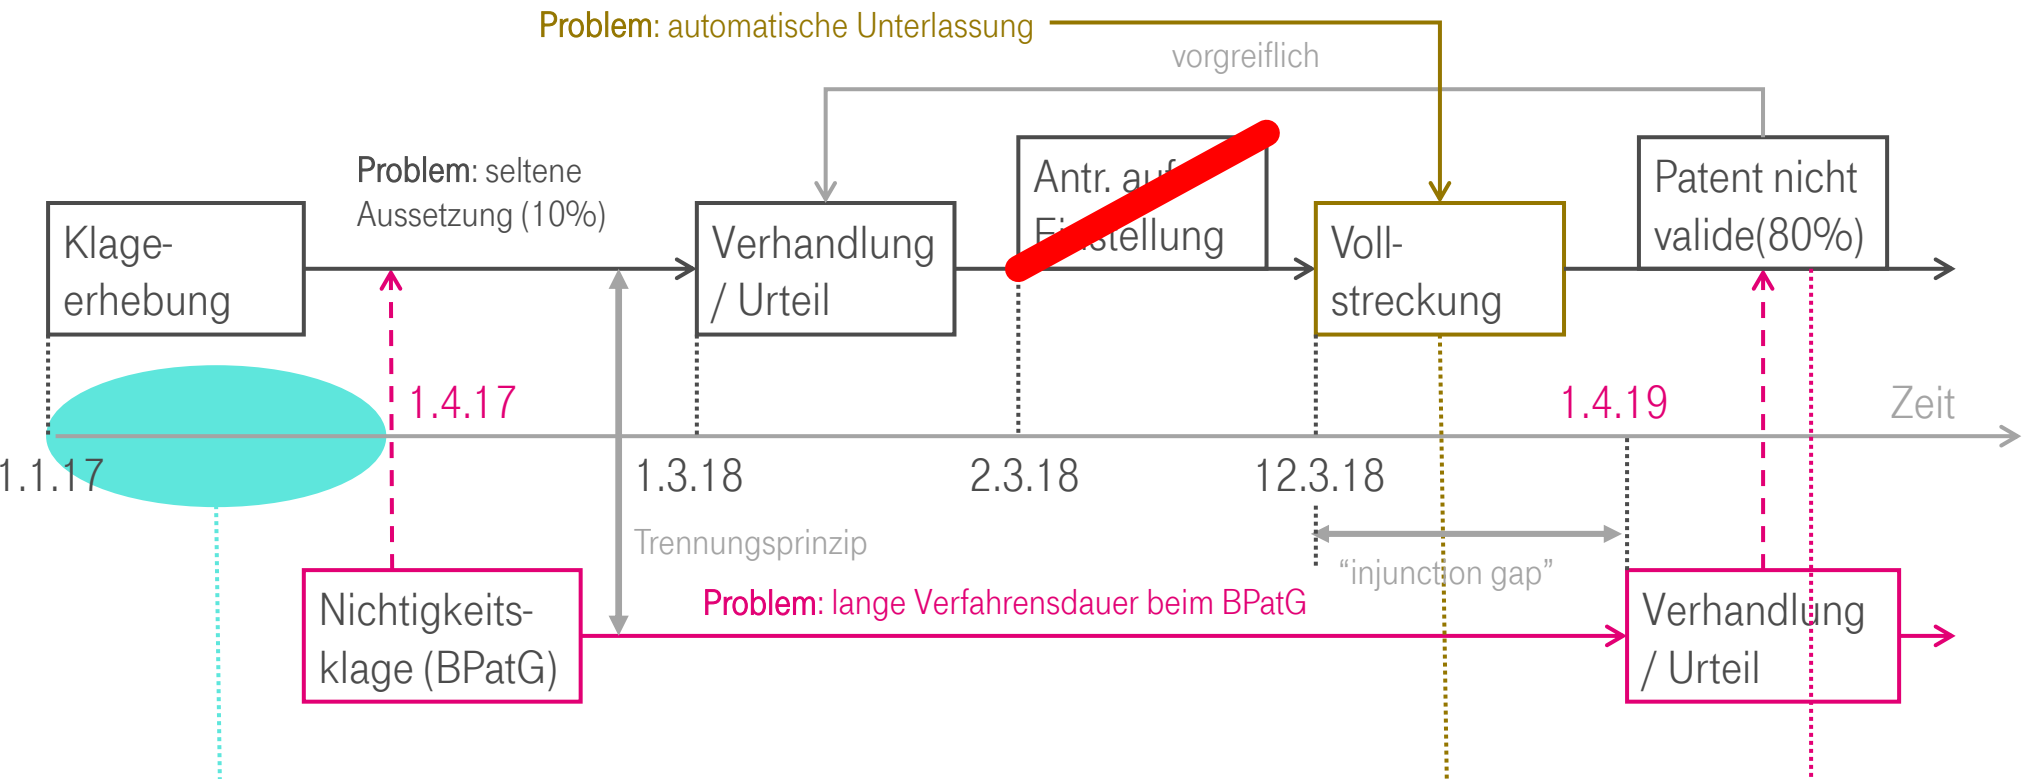 Problem: automatische Unterlassung
vorgreiflich
Problem: seltene
Aussetzung (10%)
Klage-
erhebung
Verhandlung
/ Urteil
Antr. auf
Einstellung
Voll-
streckung
Patent nicht
valide(80%)
1.4.17
1.4.19
Zeit
1.1.17
1.3.18
2.3.18
12.3.18
Trennungsprinzip
“injunction gap”
Problem: lange Verfahrensdauer beim BPatG
Nichtigkeits-
klage (BPatG)
Verhandlung
/ Urteil